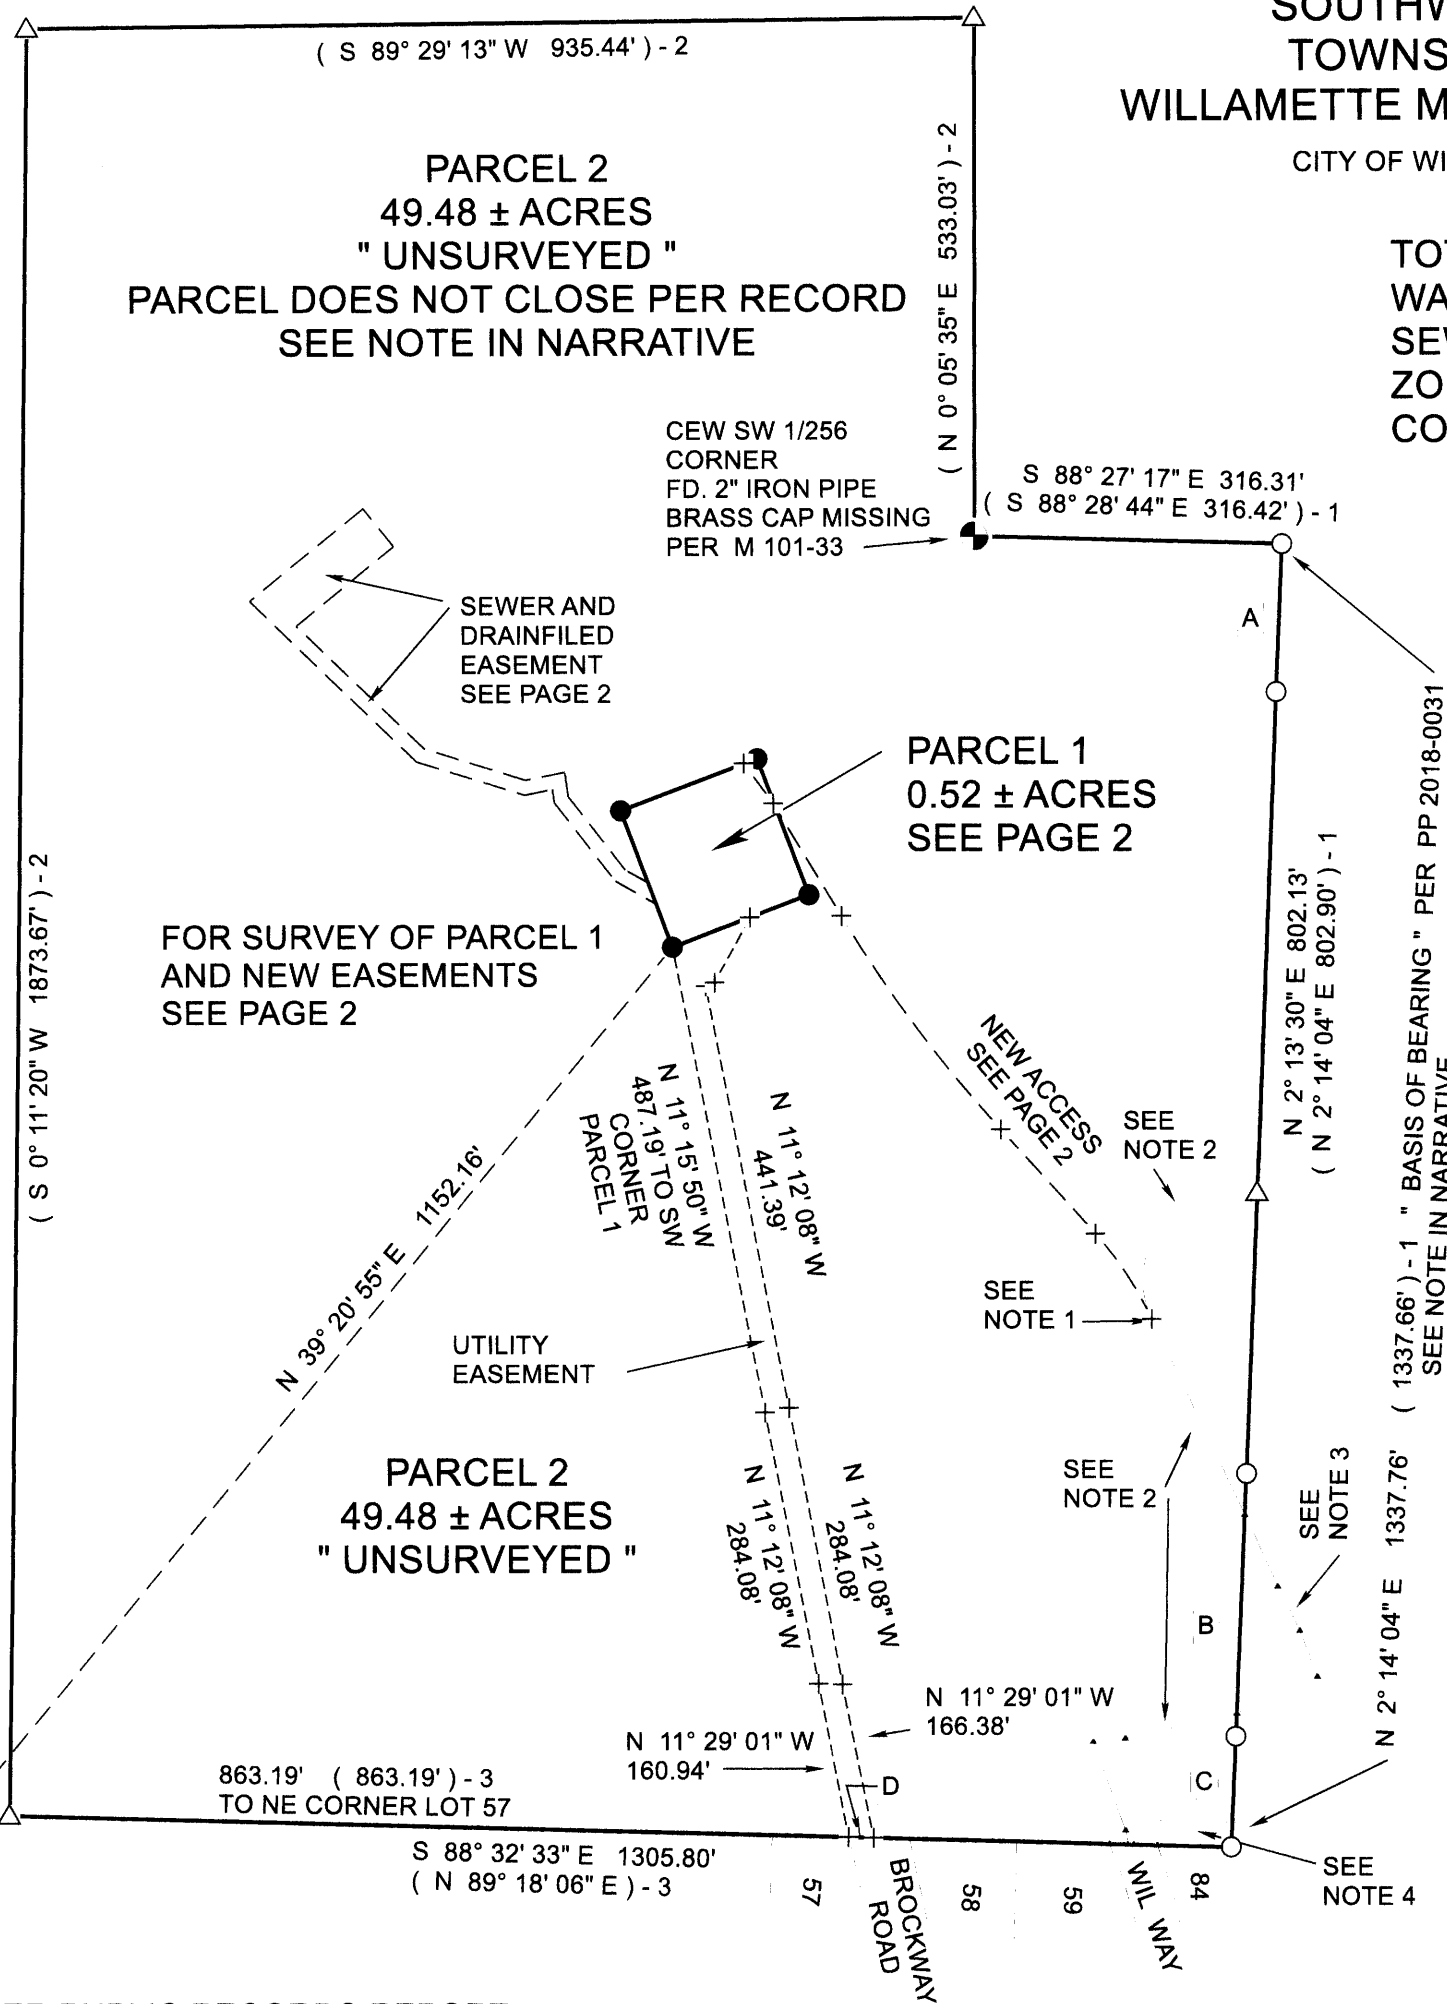 SOUTHW
TOWNS
WILLAMETTE M
CITY OF WI
( S 89° 29' 13" W 935.44' ) - 2
PARCEL 2
49.48 ± ACRES
" UNSURVEYED "
PARCEL DOES NOT CLOSE PER RECORD
SEE NOTE IN NARRATIVE
( N 0° 05' 35" E 533.03' ) - 2
TO
WA
SE
ZO
CO
CEW SW 1/256
CORNER
FD. 2" IRON PIPE
BRASS CAP MISSING
PER M 101-33
S 88° 27' 17" E 316.31'
( S 88° 28' 44" E 316.42' ) - 1
A
SEWER AND
DRAINFILED
EASEMENT
SEE PAGE 2
PARCEL 1
0.52 ± ACRES
SEE PAGE 2
( S 0° 11' 20" W 1873.67' ) - 2
FOR SURVEY OF PARCEL 1
AND NEW EASEMENTS
SEE PAGE 2
N 2° 13' 30" E 802.13'
( N 2° 14' 04" E 802.90' ) - 1
N 2° 14' 04" E 1337.76' ( 1337.66' ) - 1 " BASIS OF BEARING " PER PP 2018-0031
SEE NOTE IN NARRATIVE
NEW ACCESS
SEE PAGE 2
SEE
NOTE 2
N 11° 15' 50" W
487.19' TO SW
CORNER
PARCEL 1
N 11° 12' 08" W
441.39'
N 39° 20' 55" E 1152.16'
SEE
NOTE 1
UTILITY
EASEMENT
PARCEL 2
49.48 ± ACRES
" UNSURVEYED "
N 11° 12' 08" W
284.08'
N 11° 12' 08" W
284.08'
SEE
NOTE 2
SEE
NOTE 3
B
N 11° 29' 01" W
166.38'
N 11° 29' 01" W
160.94'
D
C
863.19' ( 863.19' ) - 3
TO NE CORNER LOT 57
S 88° 32' 33" E 1305.80'
( N 89° 18' 06" E ) - 3
57
BROCKWAY
ROAD
58
59
WIL WAY
84
SEE
NOTE 4